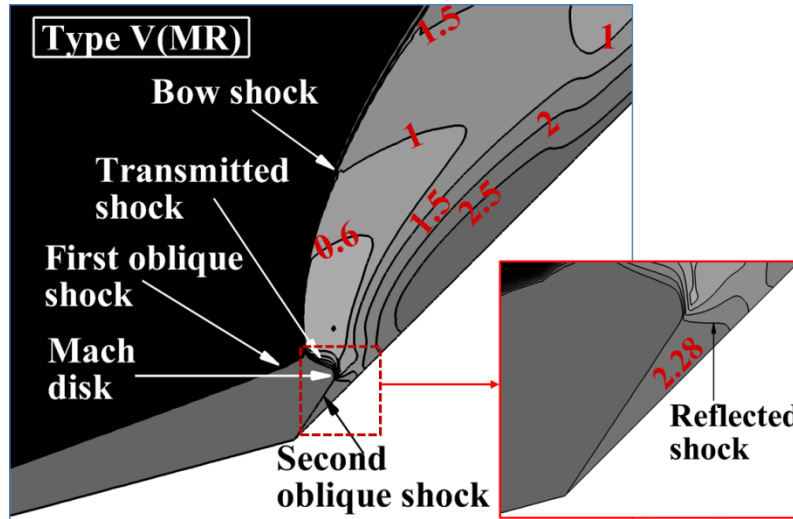 Type V(MR)
1.5
1
Bow shock
1
2
Transmitted
shock
1.5
2.5
0.6
First oblique
shock
Mach
disk
2.28
Reflected
shock
Second
oblique shock